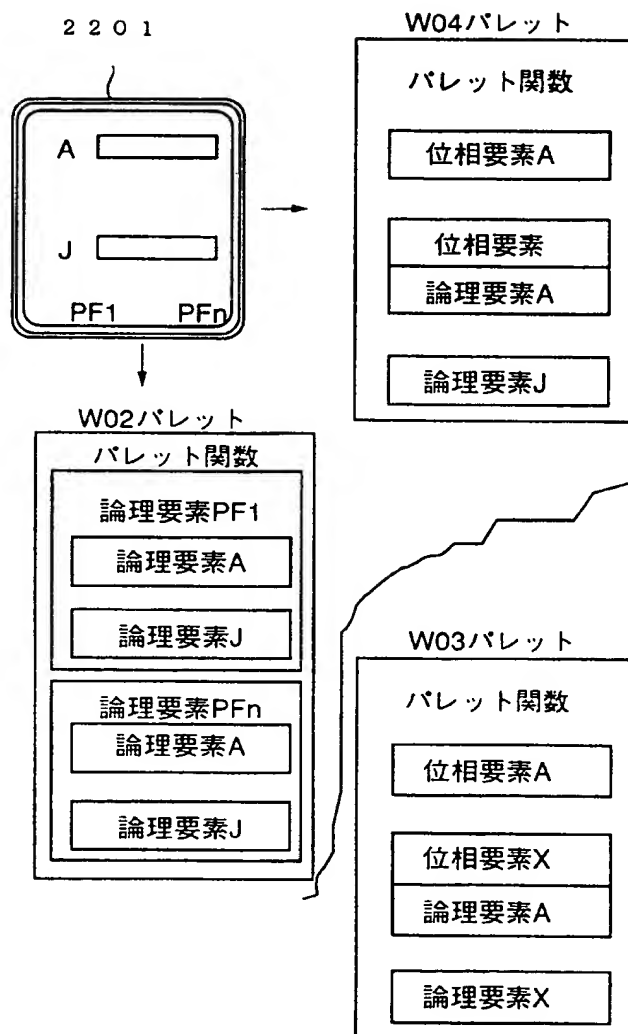 2201
A
J
PF1 PFn
W04パレット
パレット関数
位相要素A
位相要素
論理要素A
論理要素J
W02パレット
パレット関数
論理要素PF1
論理要素A
論理要素J
論理要素PFn
論理要素A
論理要素J
W03パレット
パレット関数
位相要素A
位相要素X
論理要素A
論理要素X